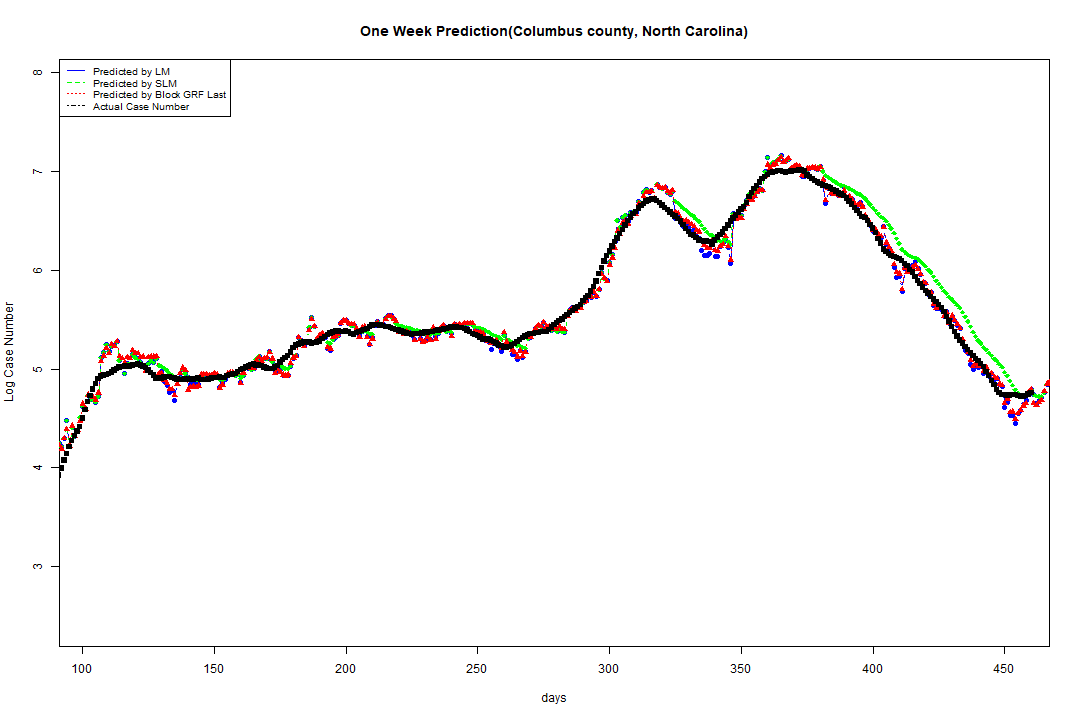 One Week Prediction(Columbus county, North Carolina)
Predicted by LM
Predicted by SLM
Predicted by Block GRF Last
Actual Case Number
8
7
6
5
4
3
Log Case Number
100 150 200 250 300 350 400 450
days